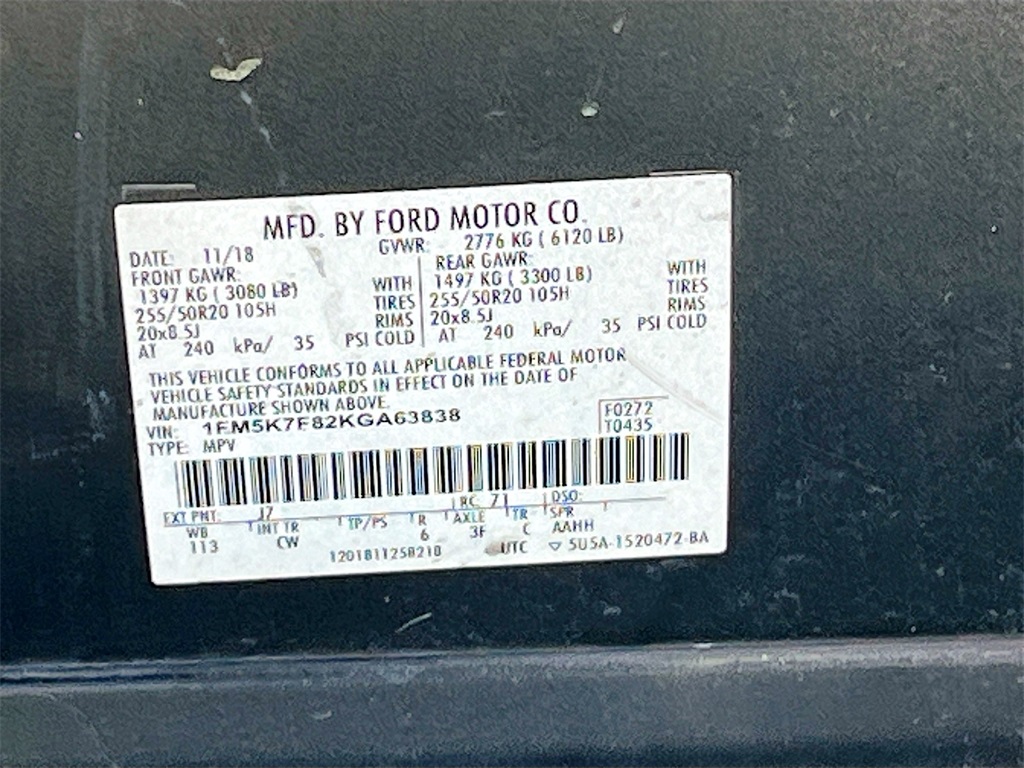 MFD. BY FORD MOTOR CO.
DATE: 11/18 GVWR: 2776 KG ( 6120 LB)
FRONT GAWR: REAR GAWR:
1397 KG ( 3080 LB) WITH 1497 KG ( 3300 LB) WITH
255/50R20 105H TIRES 255/50R20 105H TIRES
20x8.5J RIMS 20x8.5J RIMS
AT 240 kPa/ 35 PSI COLD AT 240 kPa/ 35 PSI COLD
THIS VEHICLE CONFORMS TO ALL APPLICABLE FEDERAL MOTOR
VEHICLE SAFETY STANDARDS IN EFFECT ON THE DATE OF
MANUFACTURE SHOWN ABOVE.
VIN: 1FM5K7F82KGA63838 F0272
TYPE: MPV T0435
EXT PNT: J7 RC: 71 DSO:
WB INT TR TP/PS R AXLE TR SPR
113 CW 6 3F C AAHH
UTC ▽ 5U5A-1520472-BA